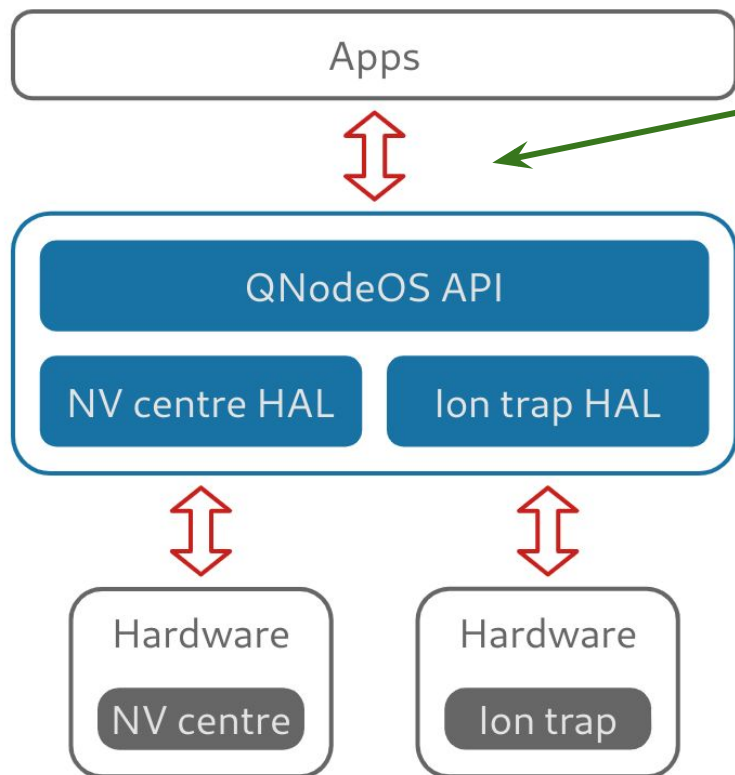 Apps
QNodeOS API
NV centre HAL
Ion trap HAL
Hardware
Hardware
NV centre
Ion trap